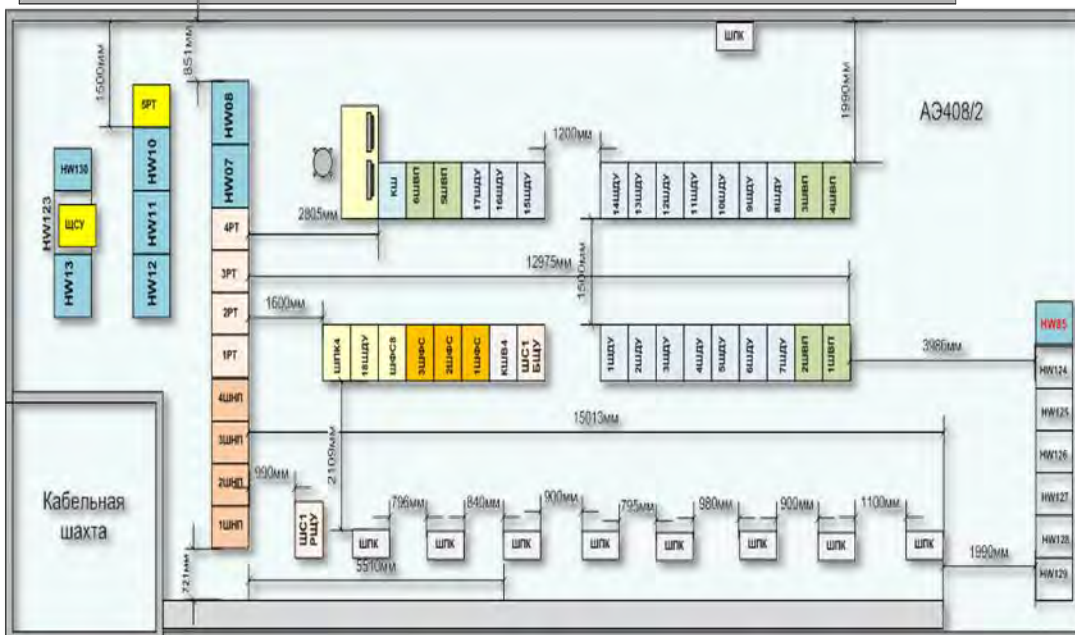 ШПК
АЭ408/2
851мм
1500мм
1990мм
5РТ
HW10
HW11
HW12
HW130
HW123
ЩСУ
HW13
HW08
HW07
4РТ
3РТ
2РТ
1РТ
4ШНП
3ШНП
2ШНП
1ШНП
1200мм
КШ
6ШВП
5ШВП
17ШДУ
16ШДУ
15ШДУ
14ШДУ
13ШДУ
12ШДУ
11ШДУ
10ШДУ
9ШДУ
8ШДУ
3ШВП
4ШВП
2805мм
12975мм
1500мм
1600мм
ШПК4
18ШДУ
ШФС8
3ШФС
2ШФС
1ШФС
КШВ4
ШС1
БЩУ
1ШДУ
2ШДУ
3ШДУ
4ШДУ
5ШДУ
6ШДУ
7ШДУ
2ШВП
1ШВП
3986мм
HW85
HW124
HW125
HW126
HW127
HW128
HW129
15013мм
2109мм
990мм
796мм
840мм
900мм
795мм
980мм
900мм
1100мм
ШС1
РЩУ
ШПК
ШПК
ШПК
ШПК
ШПК
ШПК
ШПК
ШПК
5510мм
1990мм
721мм
Кабельная
шахта